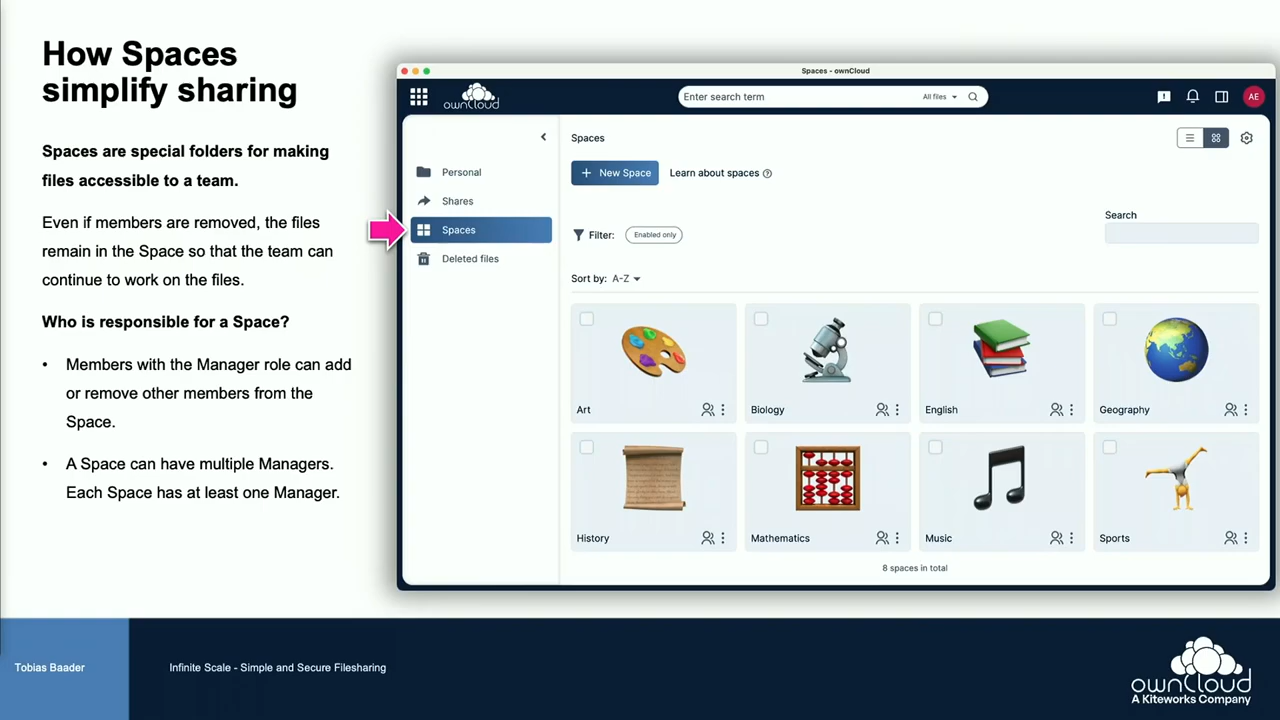 How Spaces
simplify sharing
Spaces are special folders for making
files accessible to a team.
Even if members are removed, the files
remain in the Space so that the team can
continue to work on the files.
Who is responsible for a Space?
• Members with the Manager role can add
or remove other members from the
Space.
• A Space can have multiple Managers.
Each Space has at least one Manager.
Spaces - ownCloud
ownCloud
Enter search term
All files
AE
Personal
Shares
Spaces
Deleted files
Spaces
+ New Space
Learn about spaces
Search
Filter:
Enabled only
Sort by: A-Z
Art
Biology
English
Geography
History
Mathematics
Music
Sports
8 spaces in total
Tobias Baader
Infinite Scale - Simple and Secure Filesharing
ownCloud
A Kiteworks Company